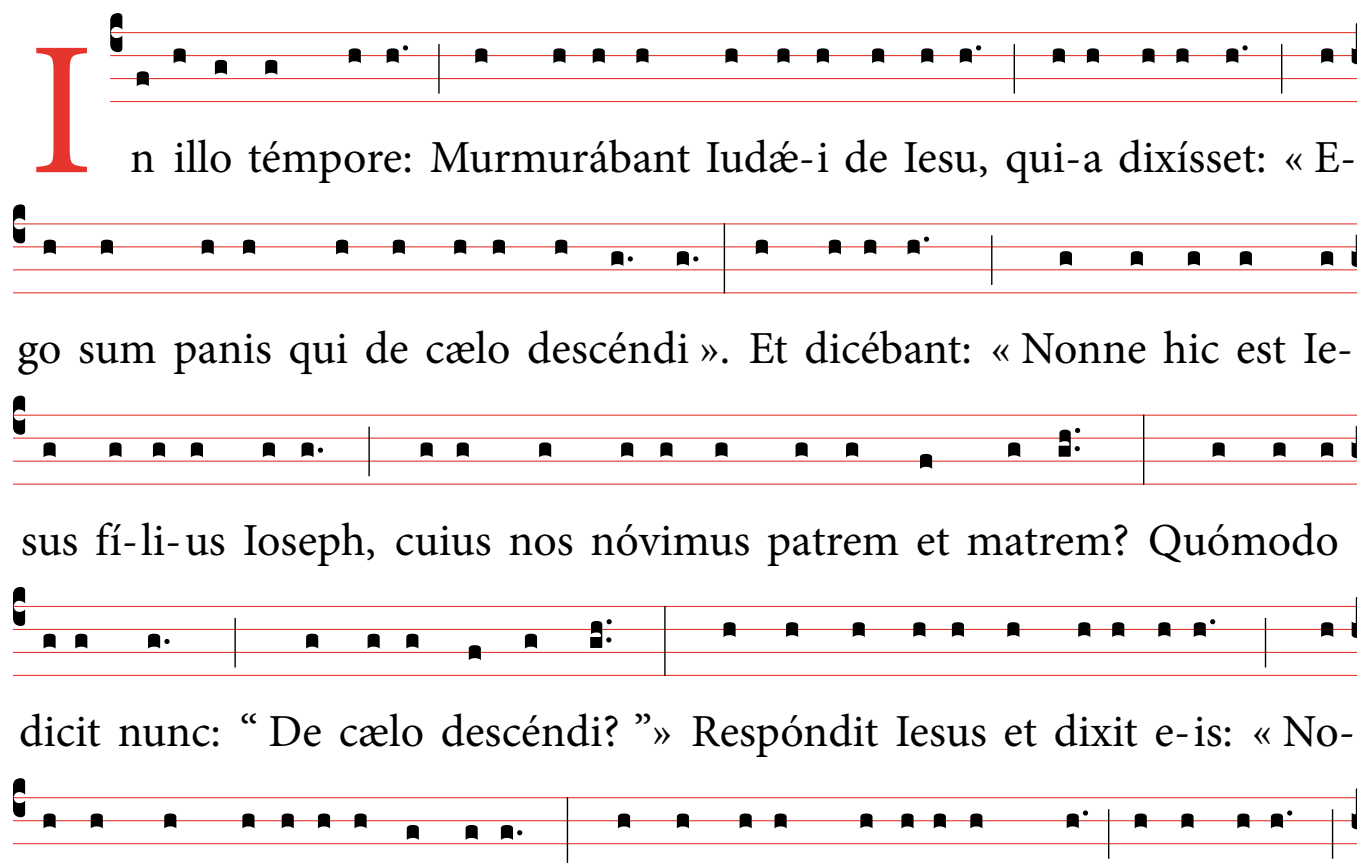 In illo témpore: Murmurábant Iudǽ-i de Iesu, qui-a dixísset: « E-
go sum panis qui de cælo descéndi ». Et dicébant: « Nonne hic est Ie-
sus fí-li-us Ioseph, cuius nos nóvimus patrem et matrem? Quómodo
dicit nunc: “ De cælo descéndi? ”» Respóndit Iesus et dixit e-is: « No-